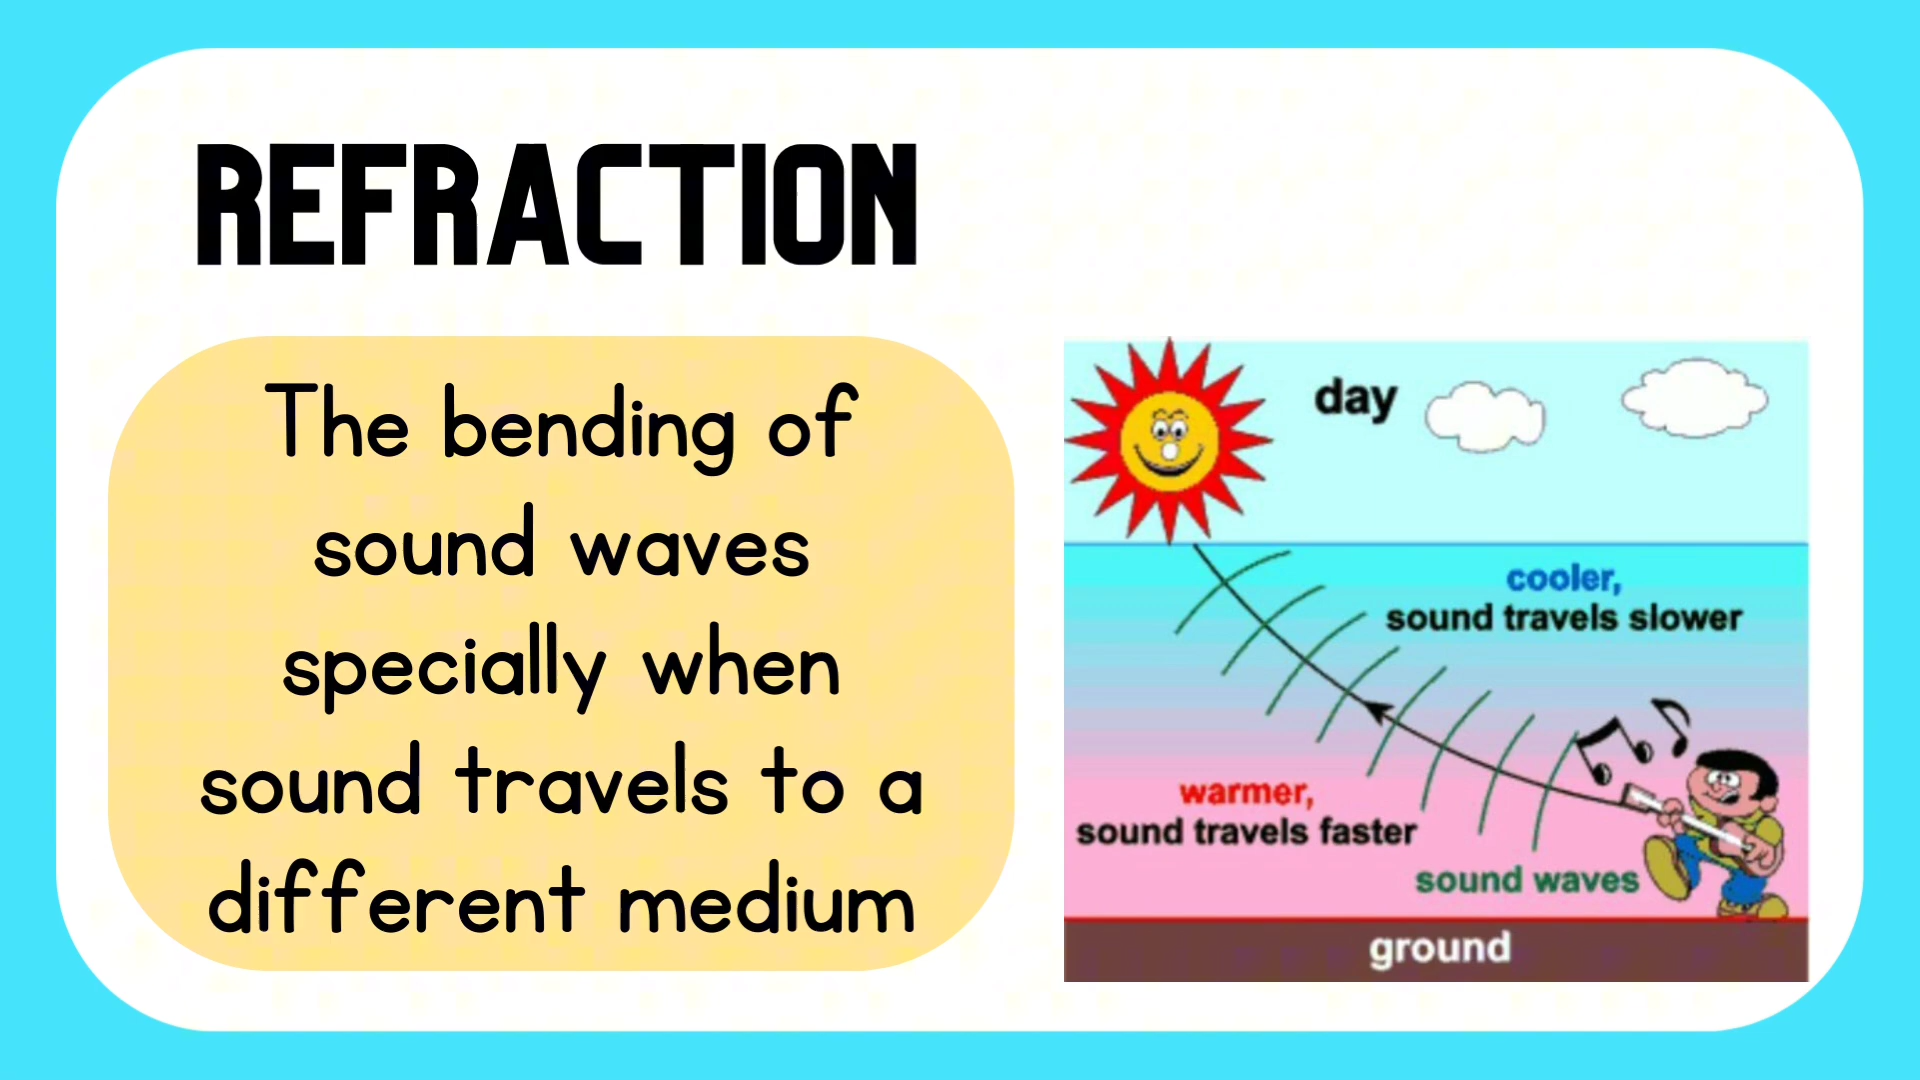 REFRACTION
The bending of
sound waves
specially when
sound travels to a
different medium
day
cooler,
sound travels slower
warmer,
sound travels faster
sound waves
ground